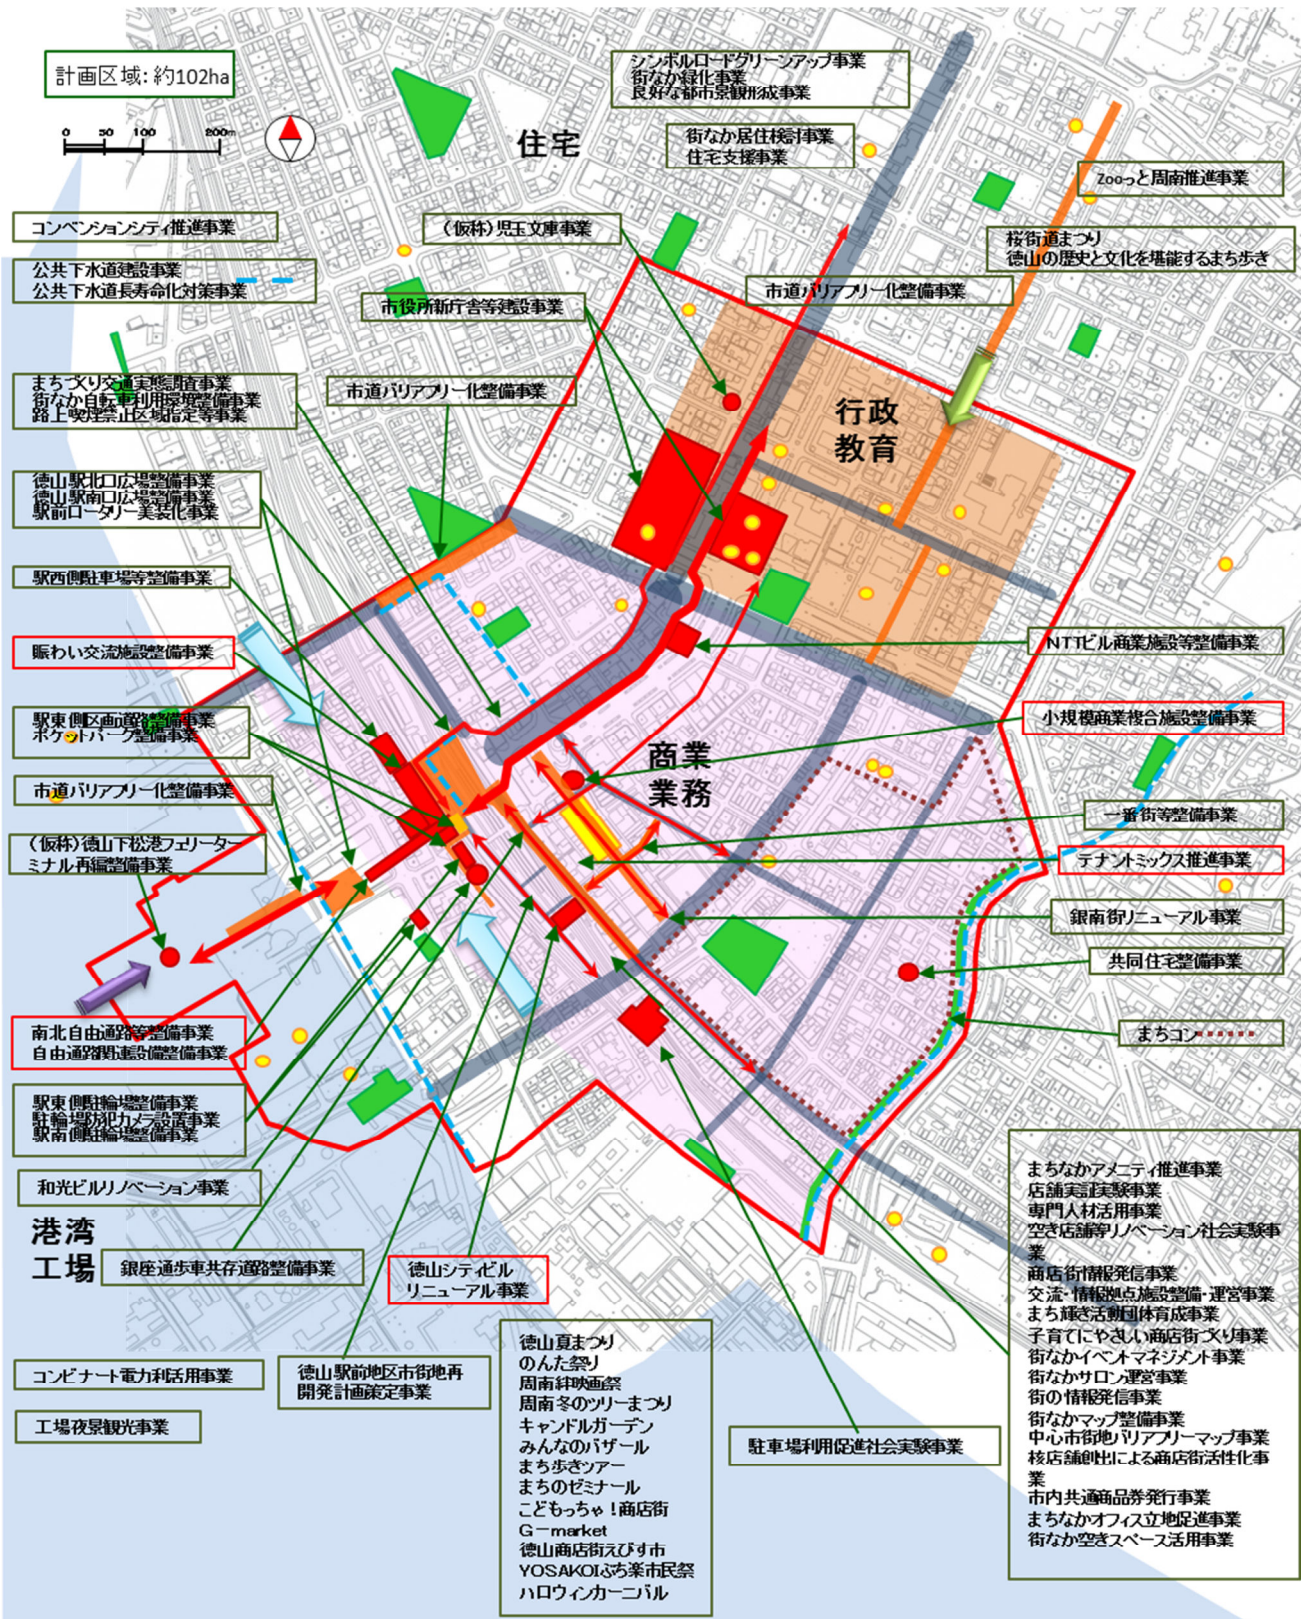 計画区域：約102ha
0 50 100 200m
シンボルロードグリーンアップ事業
街なか緑化事業
良好な都市景観形成事業
住宅
街なか居住検討事業
住宅支援事業
Zooっと周南推進事業
コンベンションシティ推進事業
（仮称）児玉文庫事業
桜街道まつり
徳山の歴史と文化を堪能するまち歩き
公共下水道建設事業
公共下水道長寿命化対策事業
市道バリアフリー化整備事業
市役所新庁舎等建設事業
まちづくり交通実態調査事業
街なか自転車利用環境整備事業
路上喫煙禁止区域指定等事業
市道バリアフリー化整備事業
行政
教育
徳山駅北口広場整備事業
徳山駅南口広場整備事業
駅前ロータリー美装化事業
駅西側駐車場等整備事業
賑わい交流施設整備事業
NTTビル商業施設等整備事業
駅東側区画道路整備事業
ポケットパーク整備事業
小規模商業複合施設整備事業
商業
業務
市道バリアフリー化整備事業
一番街等整備事業
（仮称）徳山下松港フェリーター
ミナル再編整備事業
テナントミックス推進事業
銀南街リニューアル事業
共同住宅整備事業
南北自由通路等整備事業
自由通路関連設備整備事業
まちコン
駅東側駐輪場整備事業
駐輪場防犯カメラ設置事業
駅南側駐輪場整備事業
和光ビルリノベーション事業
港湾
工場
銀座通歩車共存道路整備事業
徳山シティビル
リニューアル事業
まちなかアメニティ推進事業
店舗実証実験事業
専門人材活用事業
空き店舗等リノベーション社会実験事
業
商店街情報発信事業
交流・情報拠点施設整備・運営事業
まち輝き活動団体育成事業
子育てにやさしい商店街づくり事業
街なかイベントマネジメント事業
街なかサロン運営事業
街の情報発信事業
街なかマップ整備事業
中心市街地バリアフリーマップ事業
核店舗創出による商店街活性化事
業
市内共通商品券発行事業
まちなかオフィス立地促進事業
街なか空きスペース活用事業
コンビナート電力利活用事業
徳山駅前地区市街地再
開発計画策定事業
工場夜景観光事業
徳山夏まつり
のんた祭り
周南絆映画祭
周南冬のツリーまつり
キャンドルガーデン
みんなのバザール
まち歩きツアー
まちのゼミナール
こどもっちゃ！商店街
G－market
徳山商店街えびす市
YOSAKOIぶち楽市民祭
ハロウィンカーニバル
駐車場利用促進社会実験事業